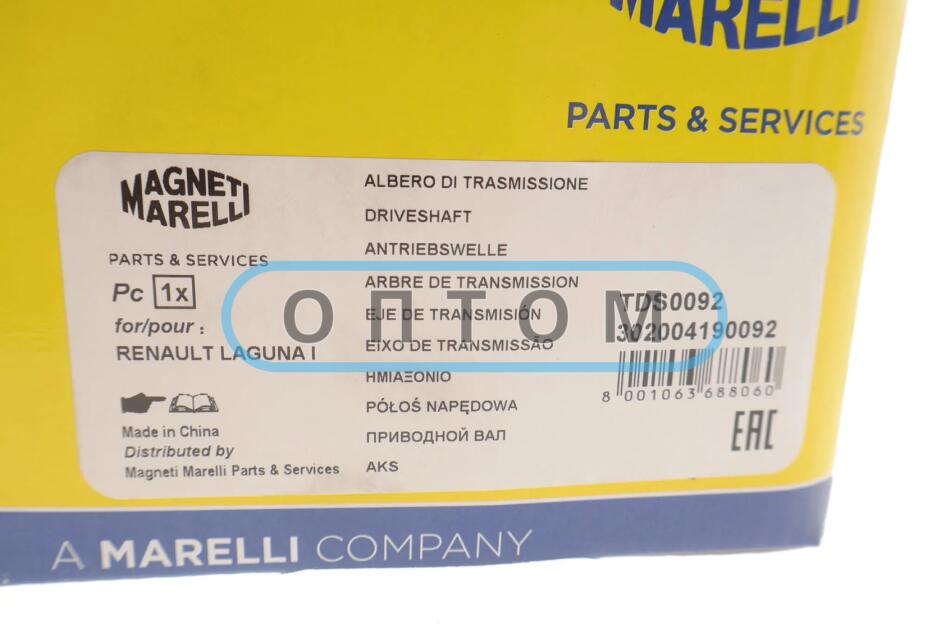 MARELLI
PARTS & SERVICES
MAGNETI
MARELLI
PARTS & SERVICES
Pc 1x
for/pour :
RENAULT LAGUNA I
Made in China
Distributed by
Magneti Marelli Parts & Services
ALBERO DI TRASMISSIONE
DRIVESHAFT
ANTRIEBSWELLE
ARBRE DE TRANSMISSION
EJE DE TRANSMISIÓN
EIXO DE TRANSMISSÃO
ΗΜΙΑΞΟΝΙΟ
PÓŁOŚ NAPĘDOWA
ПРИВОДНОЙ ВАЛ
AKS
TDS0092
302004190092
8 001063 688060
EAC
ОПТОМ
A MARELLI COMPANY